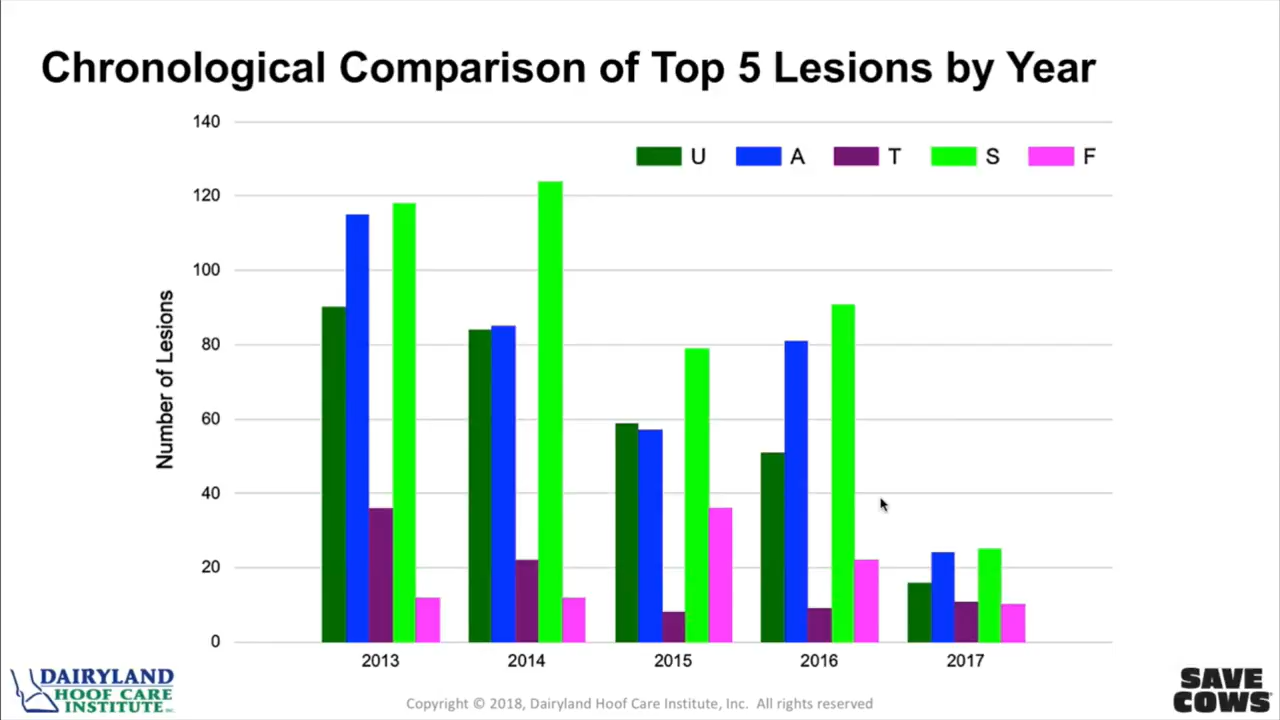 Chronological Comparison of Top 5 Lesions by Year
140
U A T S F
120
100
80
60
40
20
0
Number of Lesions
2013 2014 2015 2016 2017
DAIRYLAND
HOOF CARE
INSTITUTE INC.
Copyright © 2018, Dairyland Hoof Care Institute, Inc. All rights reserved
SAVE
COWS